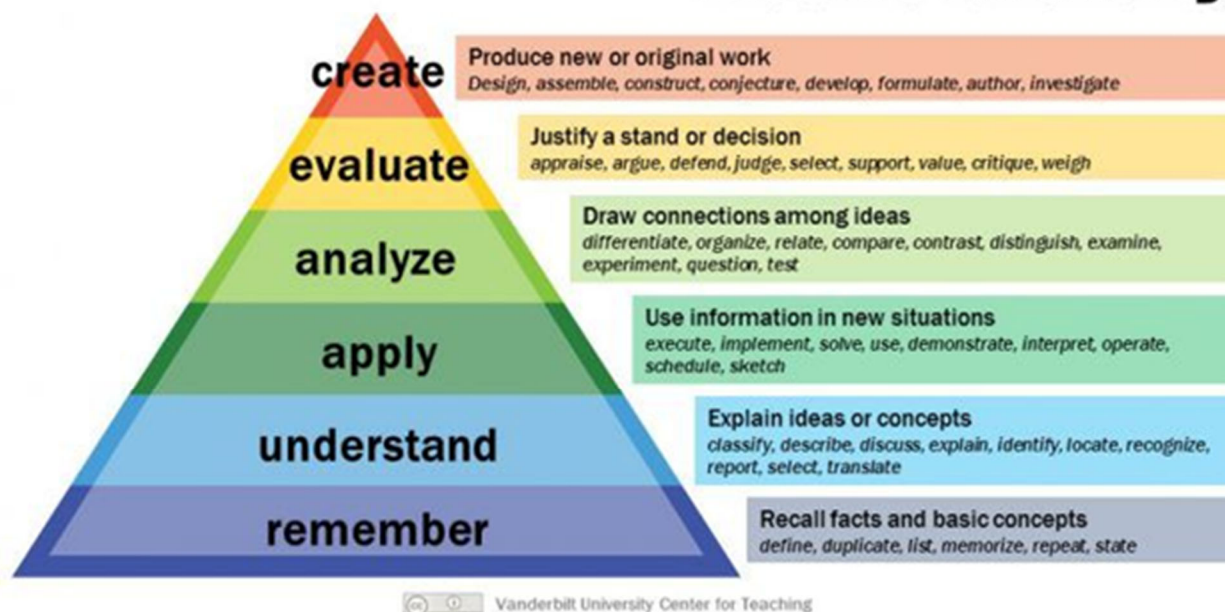 create
Produce new or original work
Design, assemble, construct, conjecture, develop, formulate, author, investigate
evaluate
Justify a stand or decision
appraise, argue, defend, judge, select, support, value, critique, weigh
analyze
Draw connections among ideas
differentiate, organize, relate, compare, contrast, distinguish, examine,
experiment, question, test
apply
Use information in new situations
execute, implement, solve, use, demonstrate, interpret, operate,
schedule, sketch
understand
Explain ideas or concepts
classify, describe, discuss, explain, identify, locate, recognize,
report, select, translate
remember
Recall facts and basic concepts
define, duplicate, list, memorize, repeat, state
cc
Vanderbilt University Center for Teaching